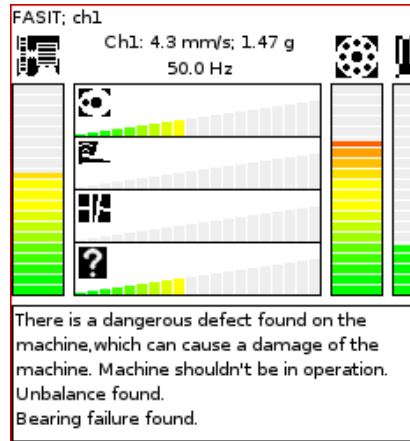 FASIT; ch1
Ch1: 4.3 mm/s; 1.47 g
50.0 Hz
?
There is a dangerous defect found on the
machine,which can cause a damage of the
machine. Machine shouldn't be in operation.
Unbalance found.
Bearing failure found.